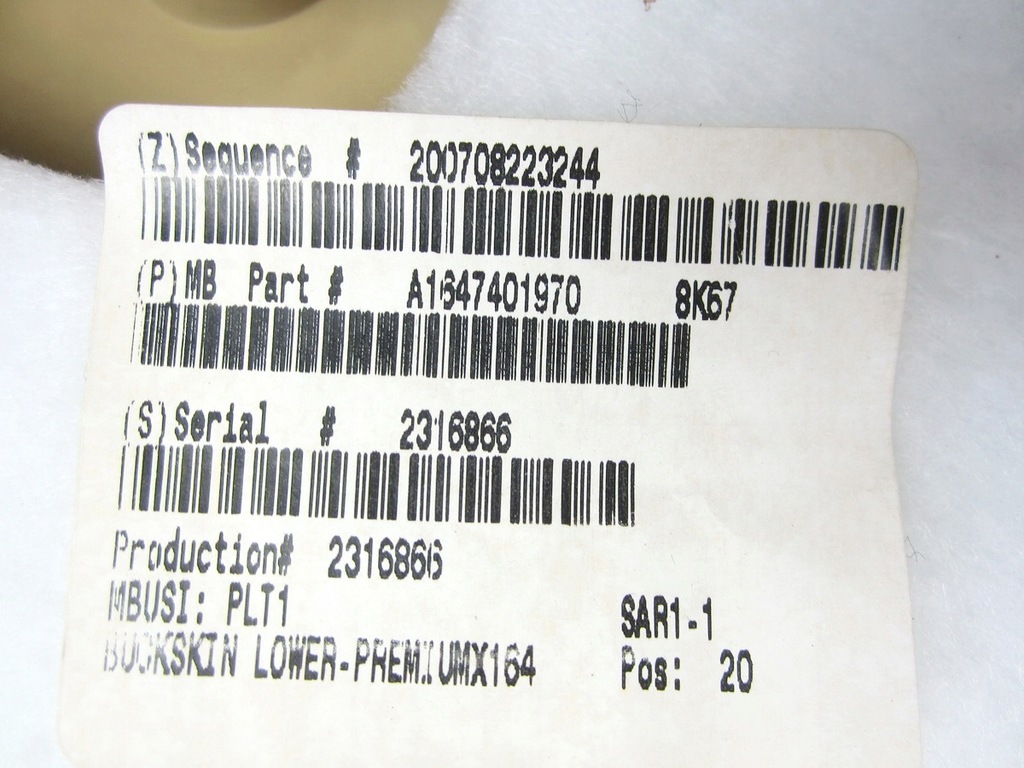 (Z) Sequence # 200708223244
(P) MB Part # A1647401970 8K67
(S) Serial # 2316866
Production# 2316866
MBUSI: PLT1 SAR1-1
BUCKSKIN LOWER-PREMIUMX164 Pos: 20